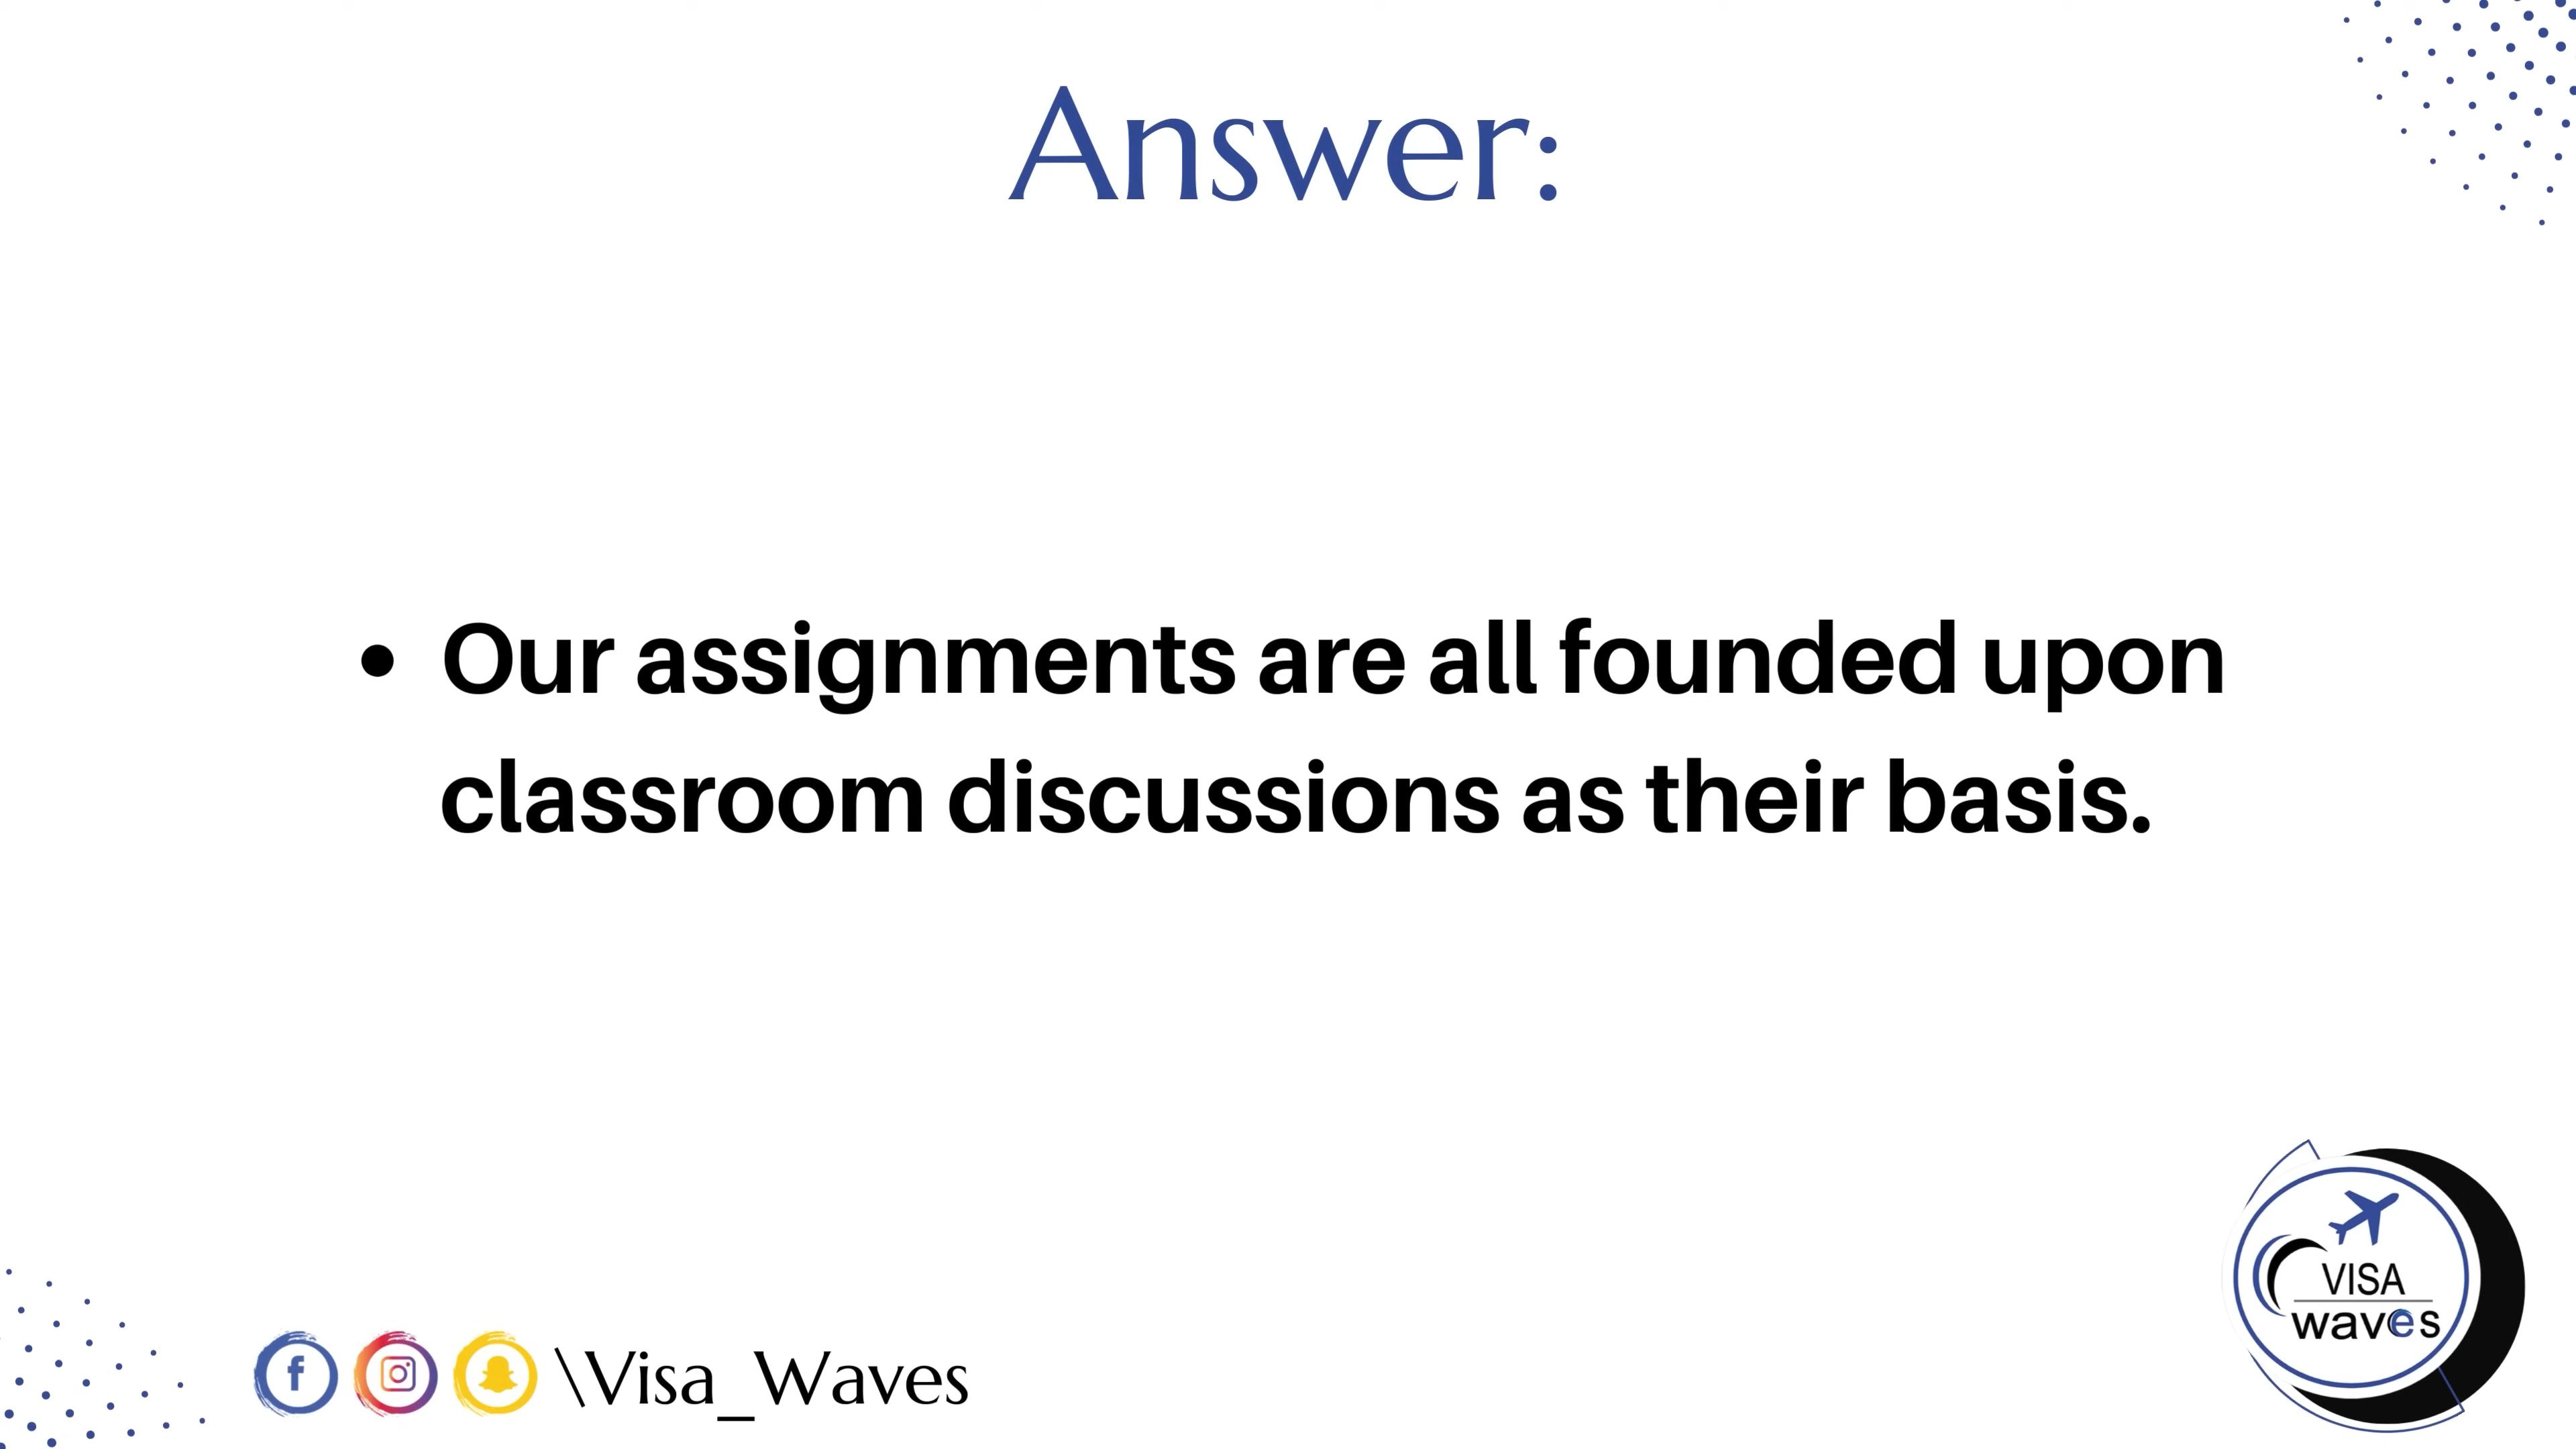 Answer:
• Our assignments are all founded upon
classroom discussions as their basis.
\Visa_Waves
VISA
waves